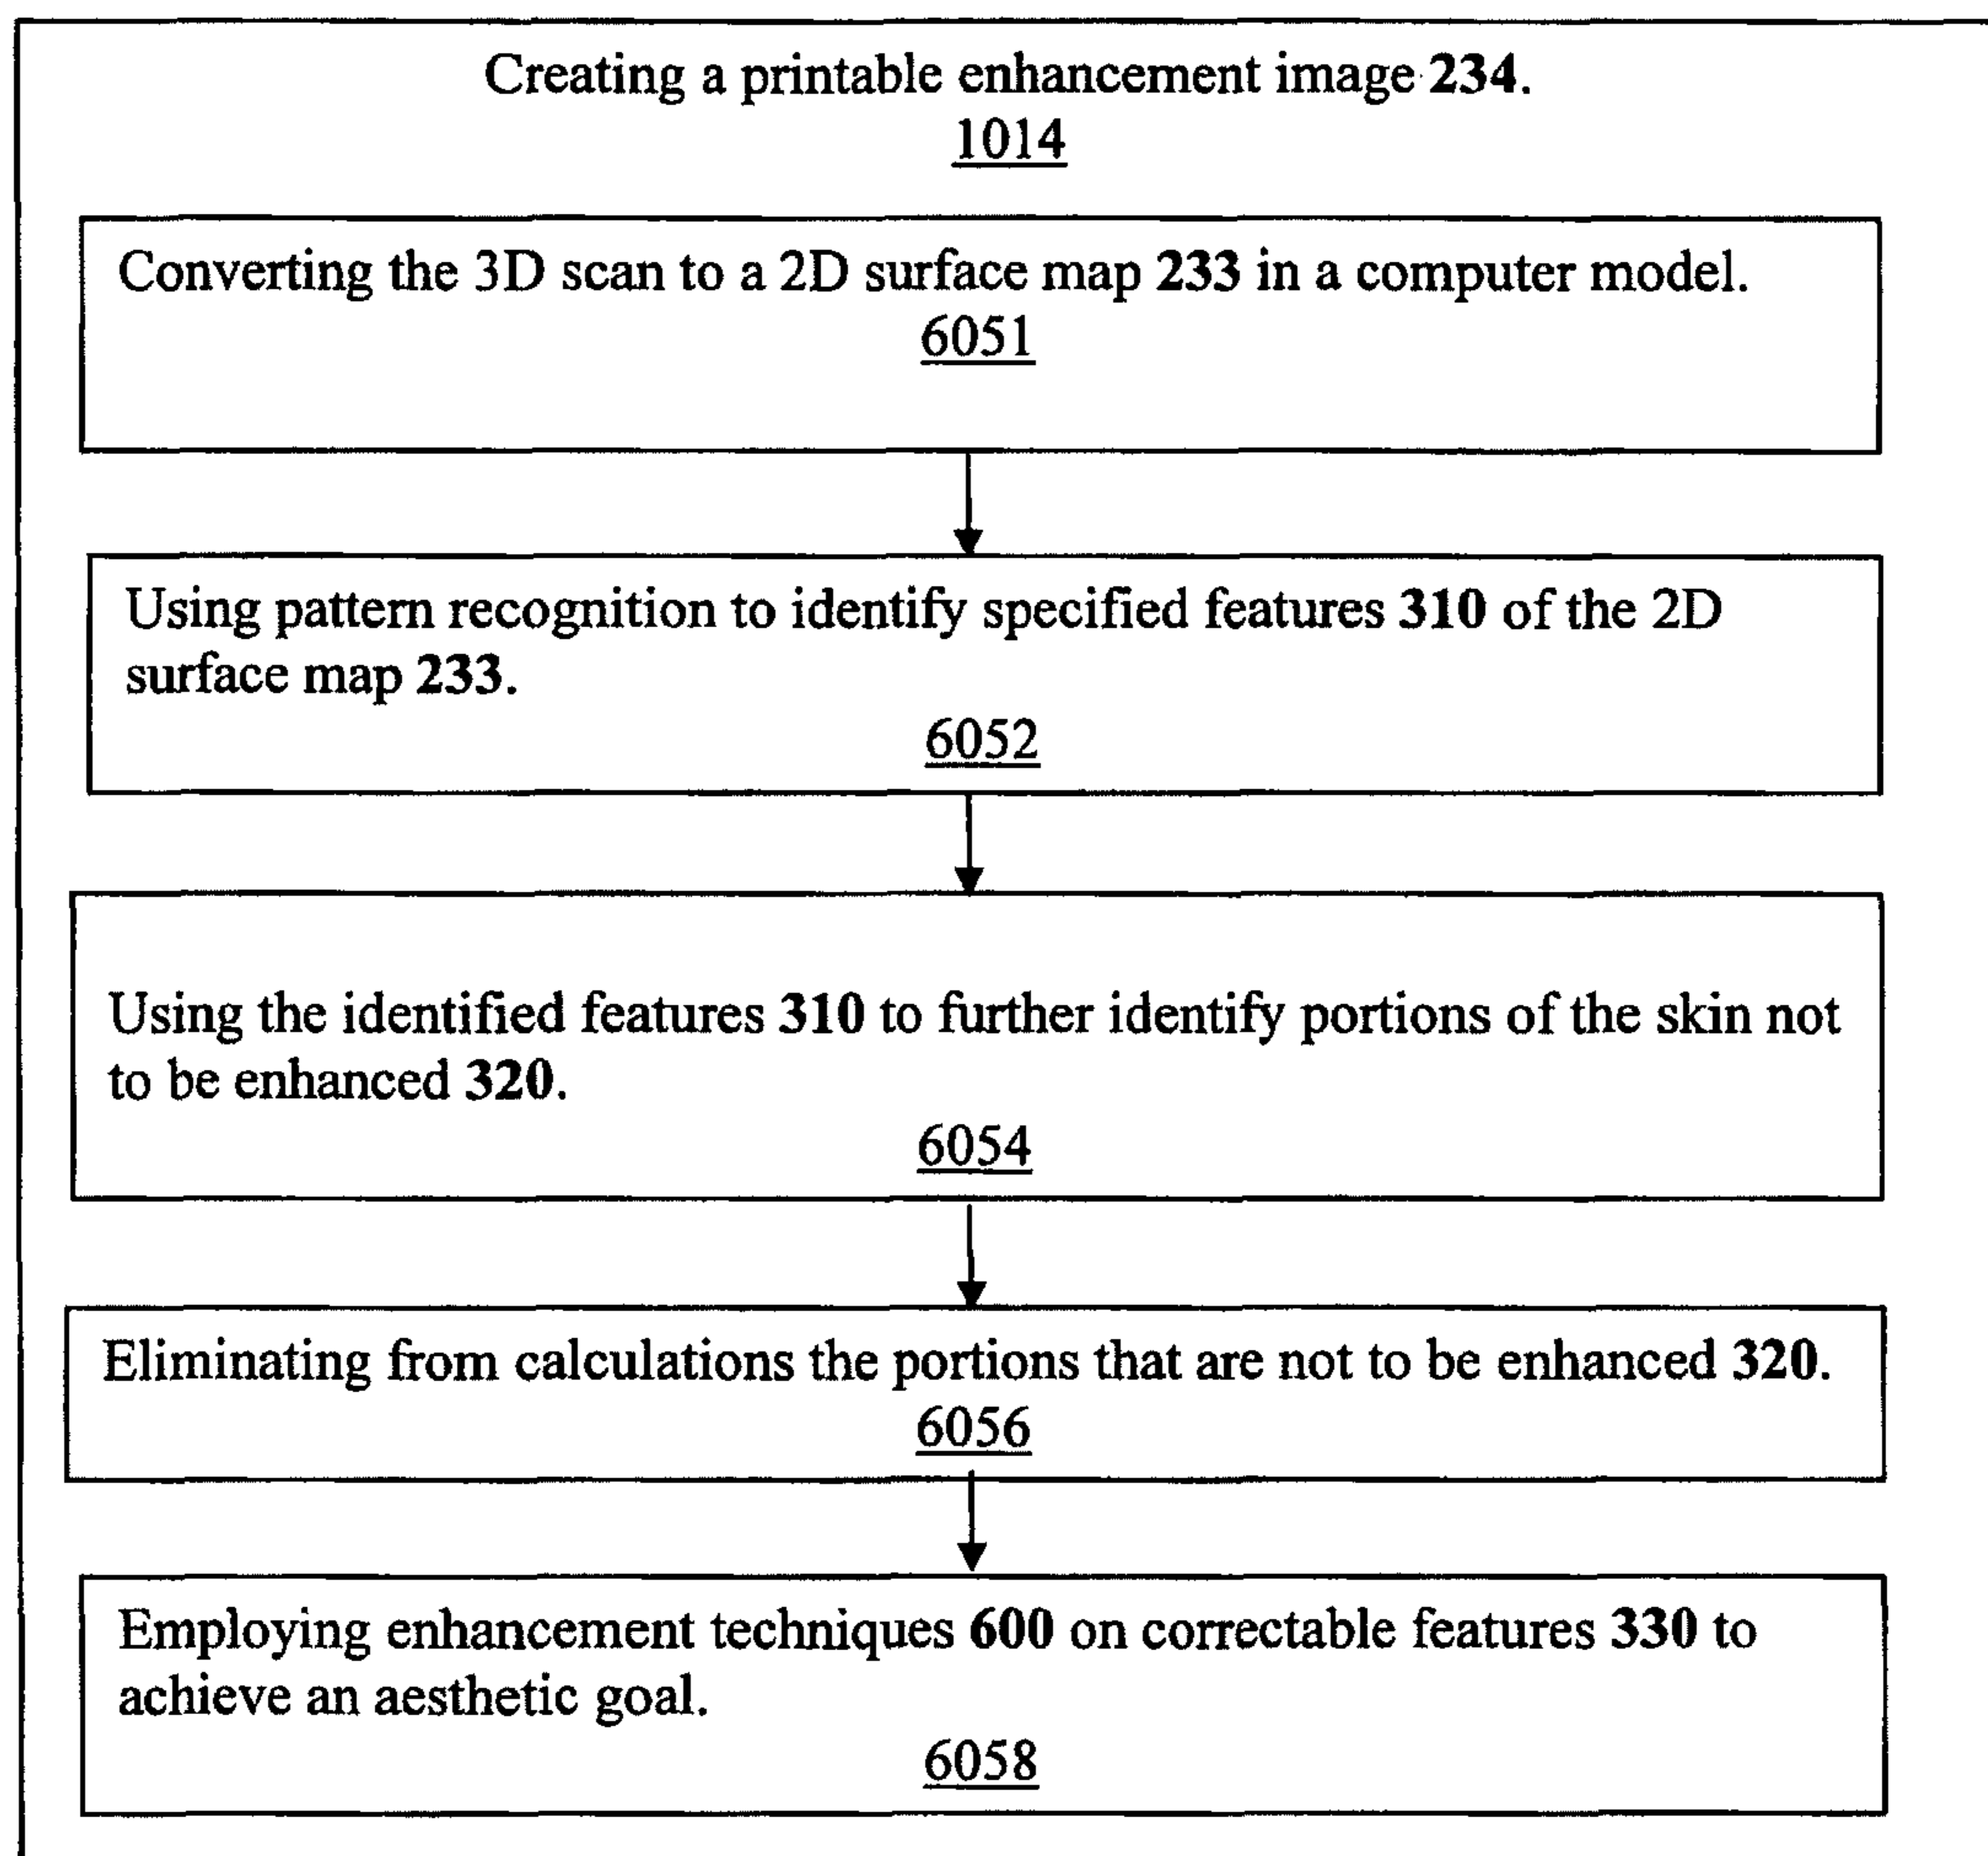 Creating a printable enhancement image 234.
1014
Converting the 3D scan to a 2D surface map 233 in a computer model.
6051
Using pattern recognition to identify specified features 310 of the 2D
surface map 233.
6052
Using the identified features 310 to further identify portions of the skin not
to be enhanced 320.
6054
Eliminating from calculations the portions that are not to be enhanced 320.
6056
Employing enhancement techniques 600 on correctable features 330 to
achieve an aesthetic goal.
6058